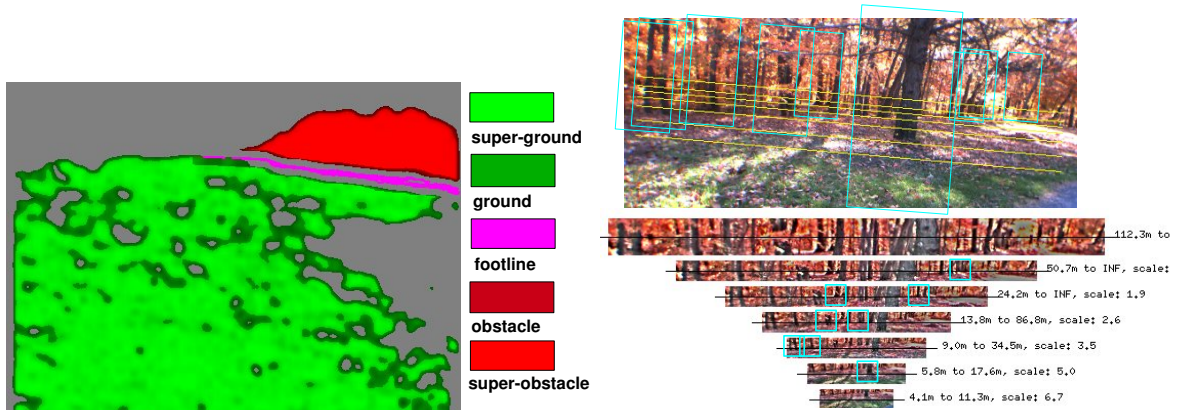 super-ground
ground
footline
obstacle
super-obstacle
112.3m to
50.7m to INF, scale:
24.2m to INF, scale: 1.9
13.8m to 86.8m, scale: 2.6
9.0m to 34.5m, scale: 3.5
5.8m to 17.6m, scale: 5.0
4.1m to 11.3m, scale: 6.7